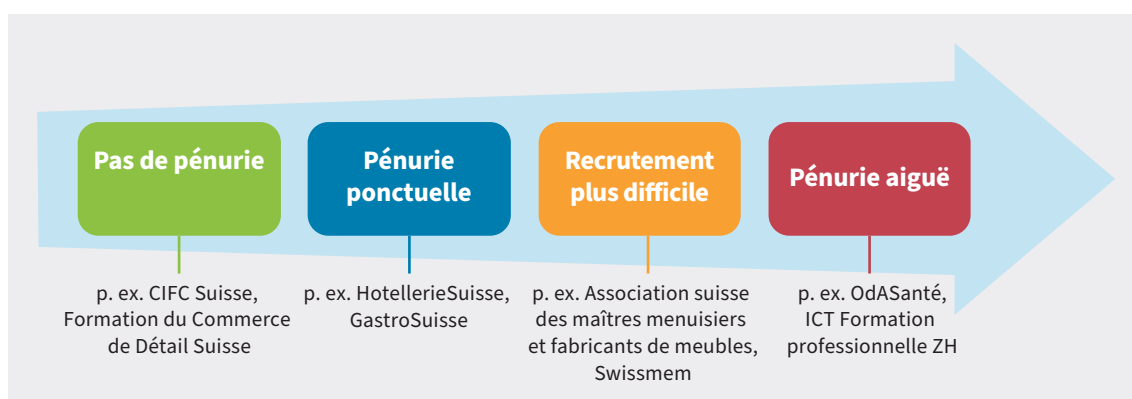 Pas de pénurie
Pénurie
ponctuelle
Recrutement
plus difficile
Pénurie aiguë
p. ex. CIFC Suisse,
Formation du Commerce
de Détail Suisse
p. ex. HotellerieSuisse,
GastroSuisse
p. ex. Association suisse
des maîtres menuisiers
et fabricants de meubles,
Swissmem
p. ex. OdASanté,
ICT Formation
professionnelle ZH